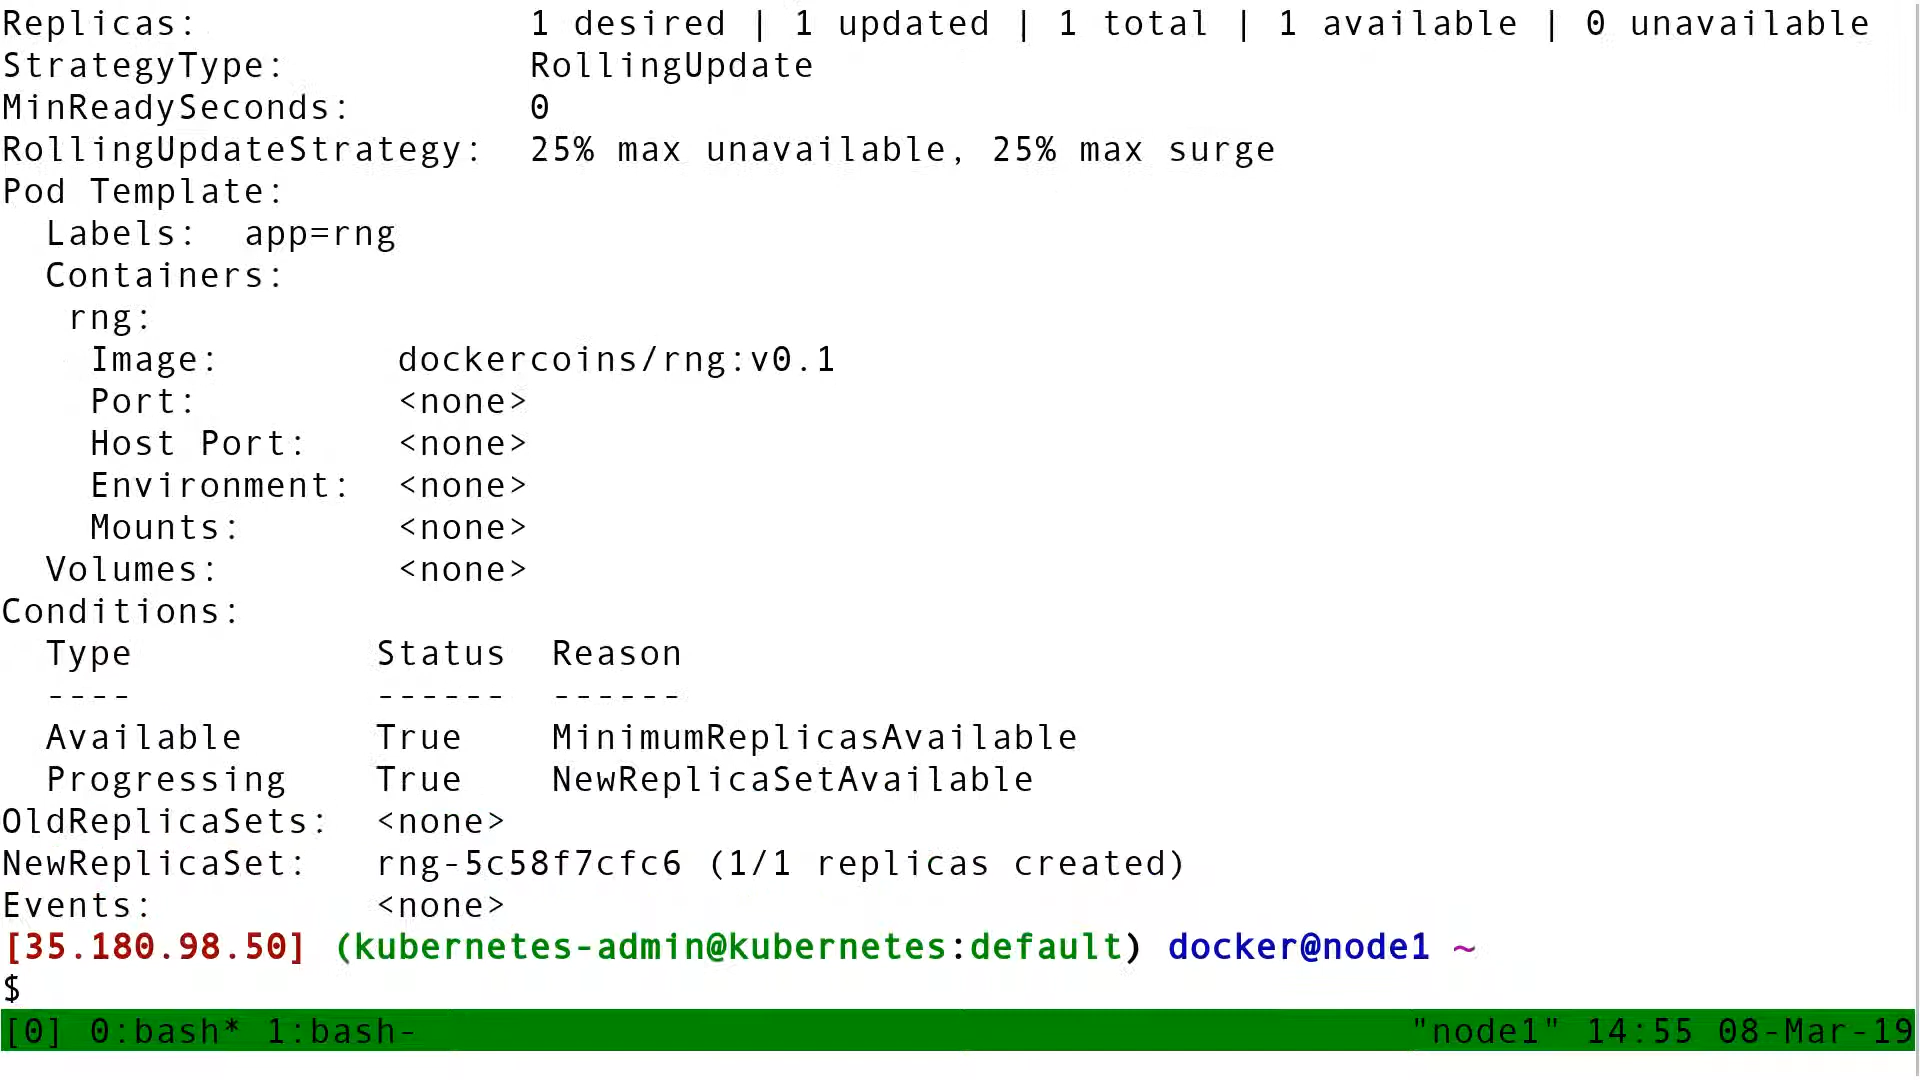 Replicas:               1 desired | 1 updated | 1 total | 1 available | 0 unavailable
StrategyType:           RollingUpdate
MinReadySeconds:        0
RollingUpdateStrategy:  25% max unavailable, 25% max surge
Pod Template:
  Labels:  app=rng
  Containers:
   rng:
    Image:        dockercoins/rng:v0.1
    Port:         <none>
    Host Port:    <none>
    Environment:  <none>
    Mounts:       <none>
  Volumes:        <none>
Conditions:
  Type           Status  Reason
  ----           ------  ------
  Available      True    MinimumReplicasAvailable
  Progressing    True    NewReplicaSetAvailable
OldReplicaSets:  <none>
NewReplicaSet:   rng-5c58f7cfc6 (1/1 replicas created)
Events:          <none>
[35.180.98.50] (kubernetes-admin@kubernetes:default) docker@node1 ~
$
[0] 0:bash* 1:bash- "node1" 14:55 08-Mar-19